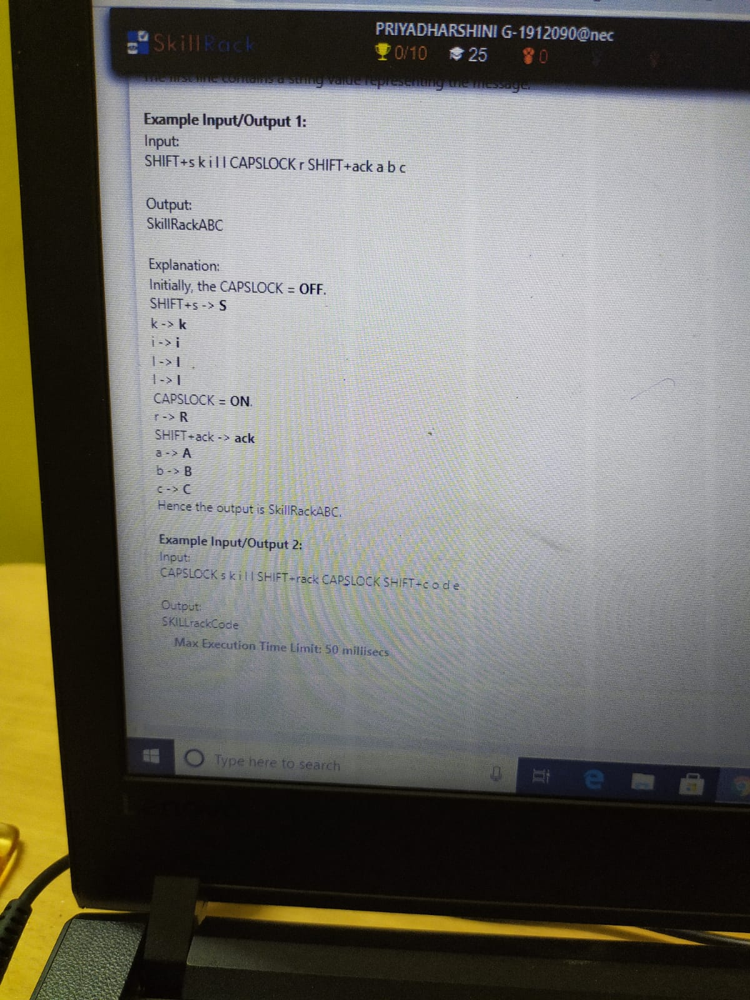 SkillRack
PRIYADHARSHINI G-1912090@nec
0/10 25 0
The first line contains a string value representing the message.
Example Input/Output 1:
Input:
SHIFT+s k i l l CAPSLOCK r SHIFT+ack a b c
Output:
SkillRackABC
Explanation:
Initially, the CAPSLOCK = OFF.
SHIFT+s -> S
k -> k
i -> i
l -> l
l -> l
CAPSLOCK = ON.
r -> R
SHIFT+ack -> ack
a -> A
b -> B
c -> C
Hence the output is SkillRackABC.
Example Input/Output 2:
Input:
CAPSLOCK s k i l l SHIFT+rack CAPSLOCK SHIFT+c o d e
Output:
SKILLrackCode
Max Execution Time Limit: 50 millisecs
Type here to search